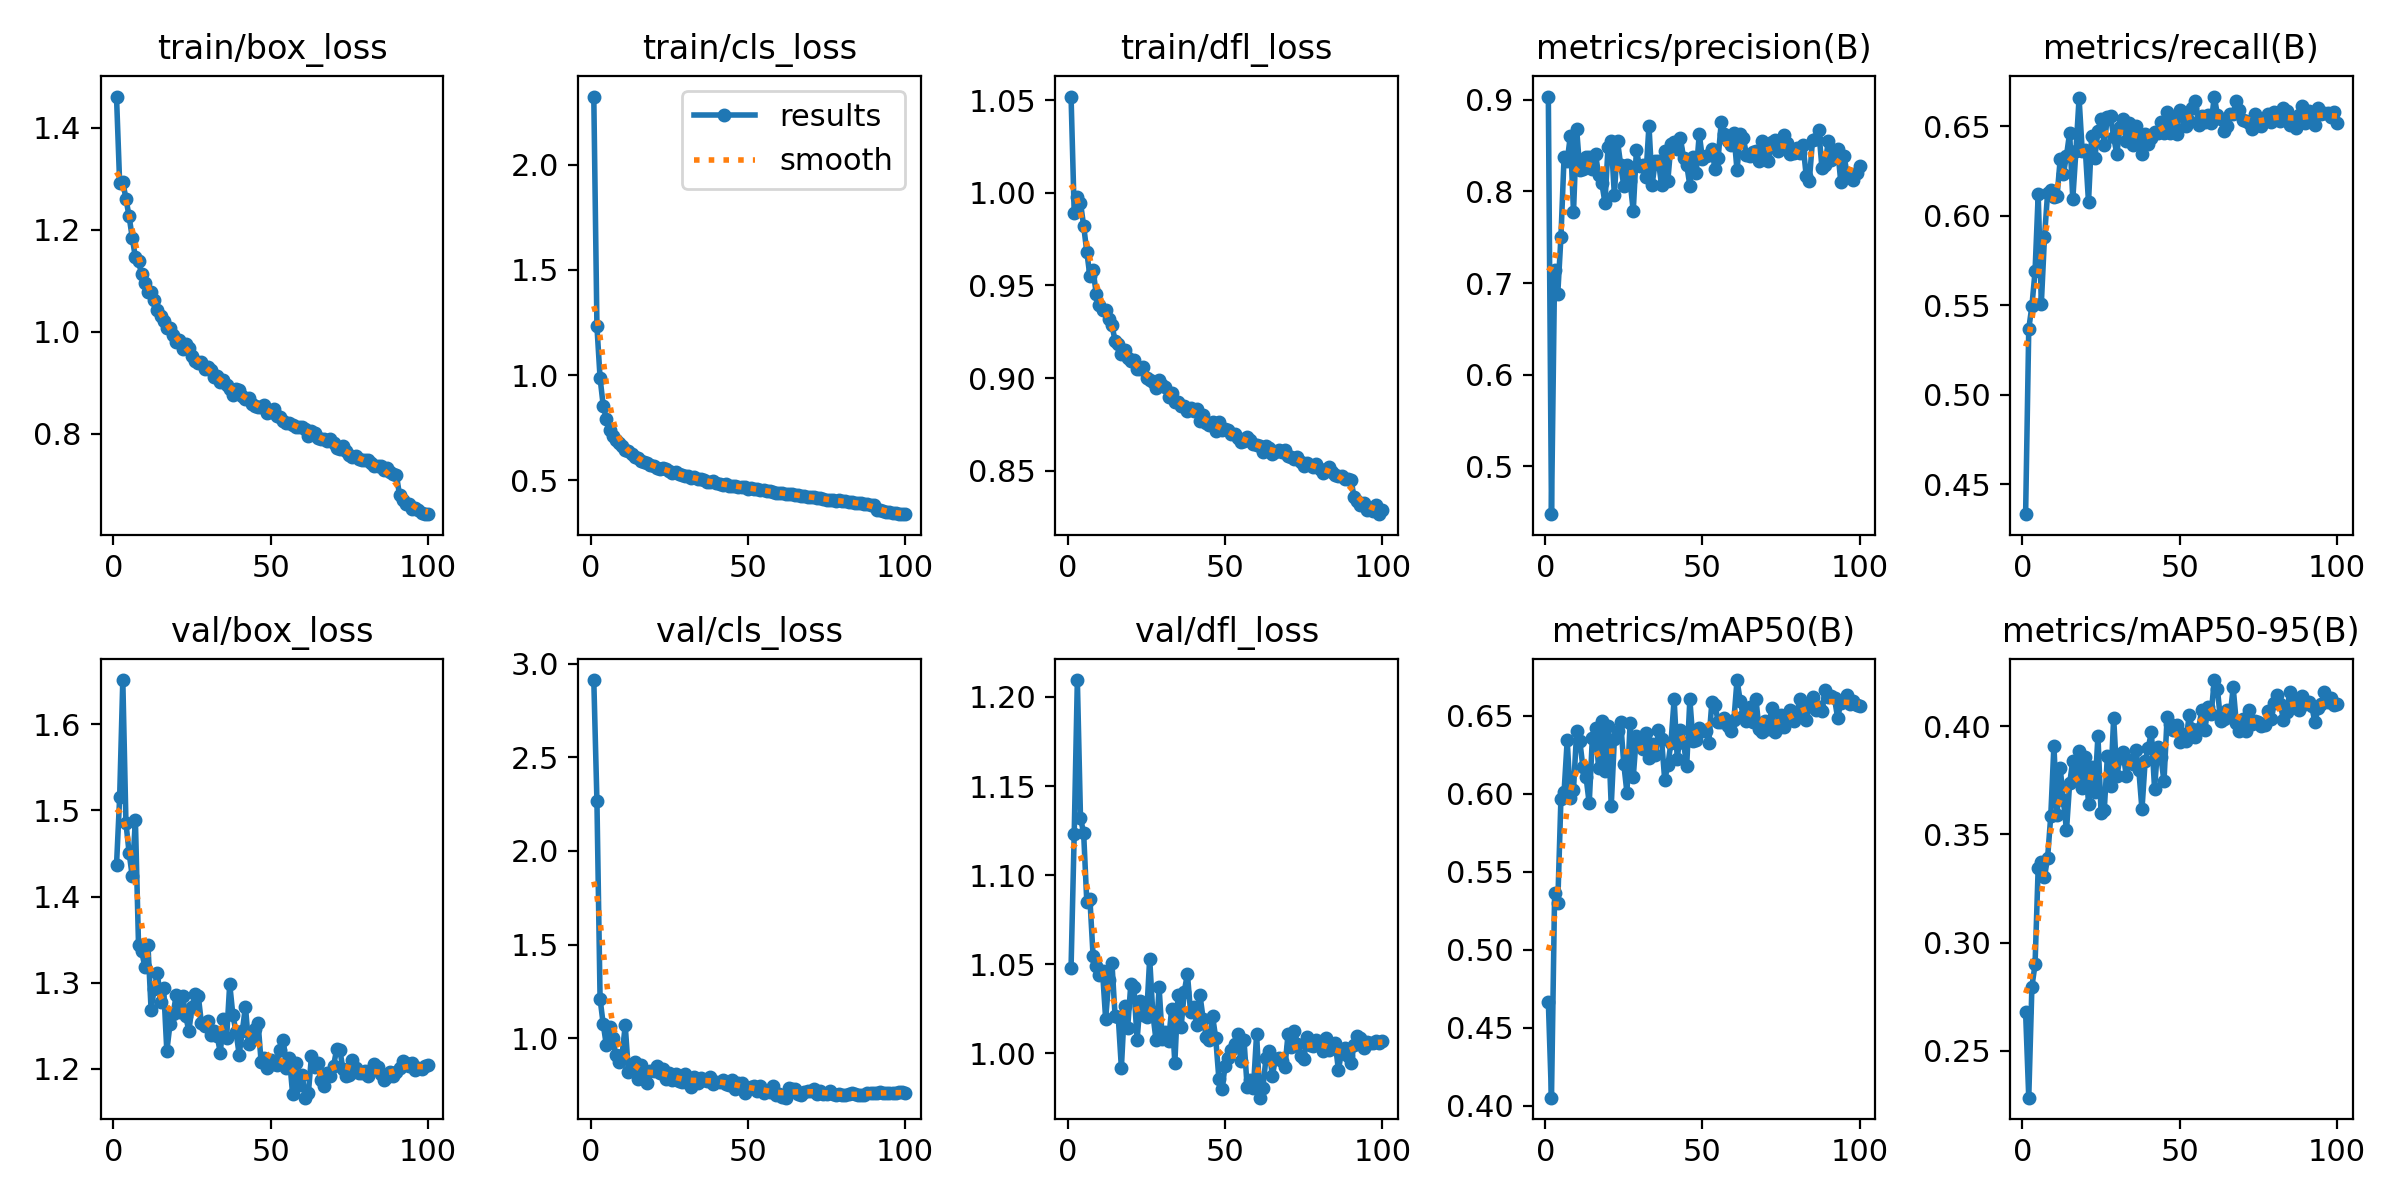 train/box_loss
1.4
1.2
1.0
0.8
0 50 100
train/cls_loss
results
smooth
2.0
1.5
1.0
0.5
0 50 100
train/dfl_loss
1.05
1.00
0.95
0.90
0.85
0 50 100
metrics/precision(B)
0.9
0.8
0.7
0.6
0.5
0 50 100
metrics/recall(B)
0.65
0.60
0.55
0.50
0.45
0 50 100
val/box_loss
1.6
1.5
1.4
1.3
1.2
0 50 100
val/cls_loss
3.0
2.5
2.0
1.5
1.0
0 50 100
val/dfl_loss
1.20
1.15
1.10
1.05
1.00
0 50 100
metrics/mAP50(B)
0.65
0.60
0.55
0.50
0.45
0.40
0 50 100
metrics/mAP50-95(B)
0.40
0.35
0.30
0.25
0 50 100